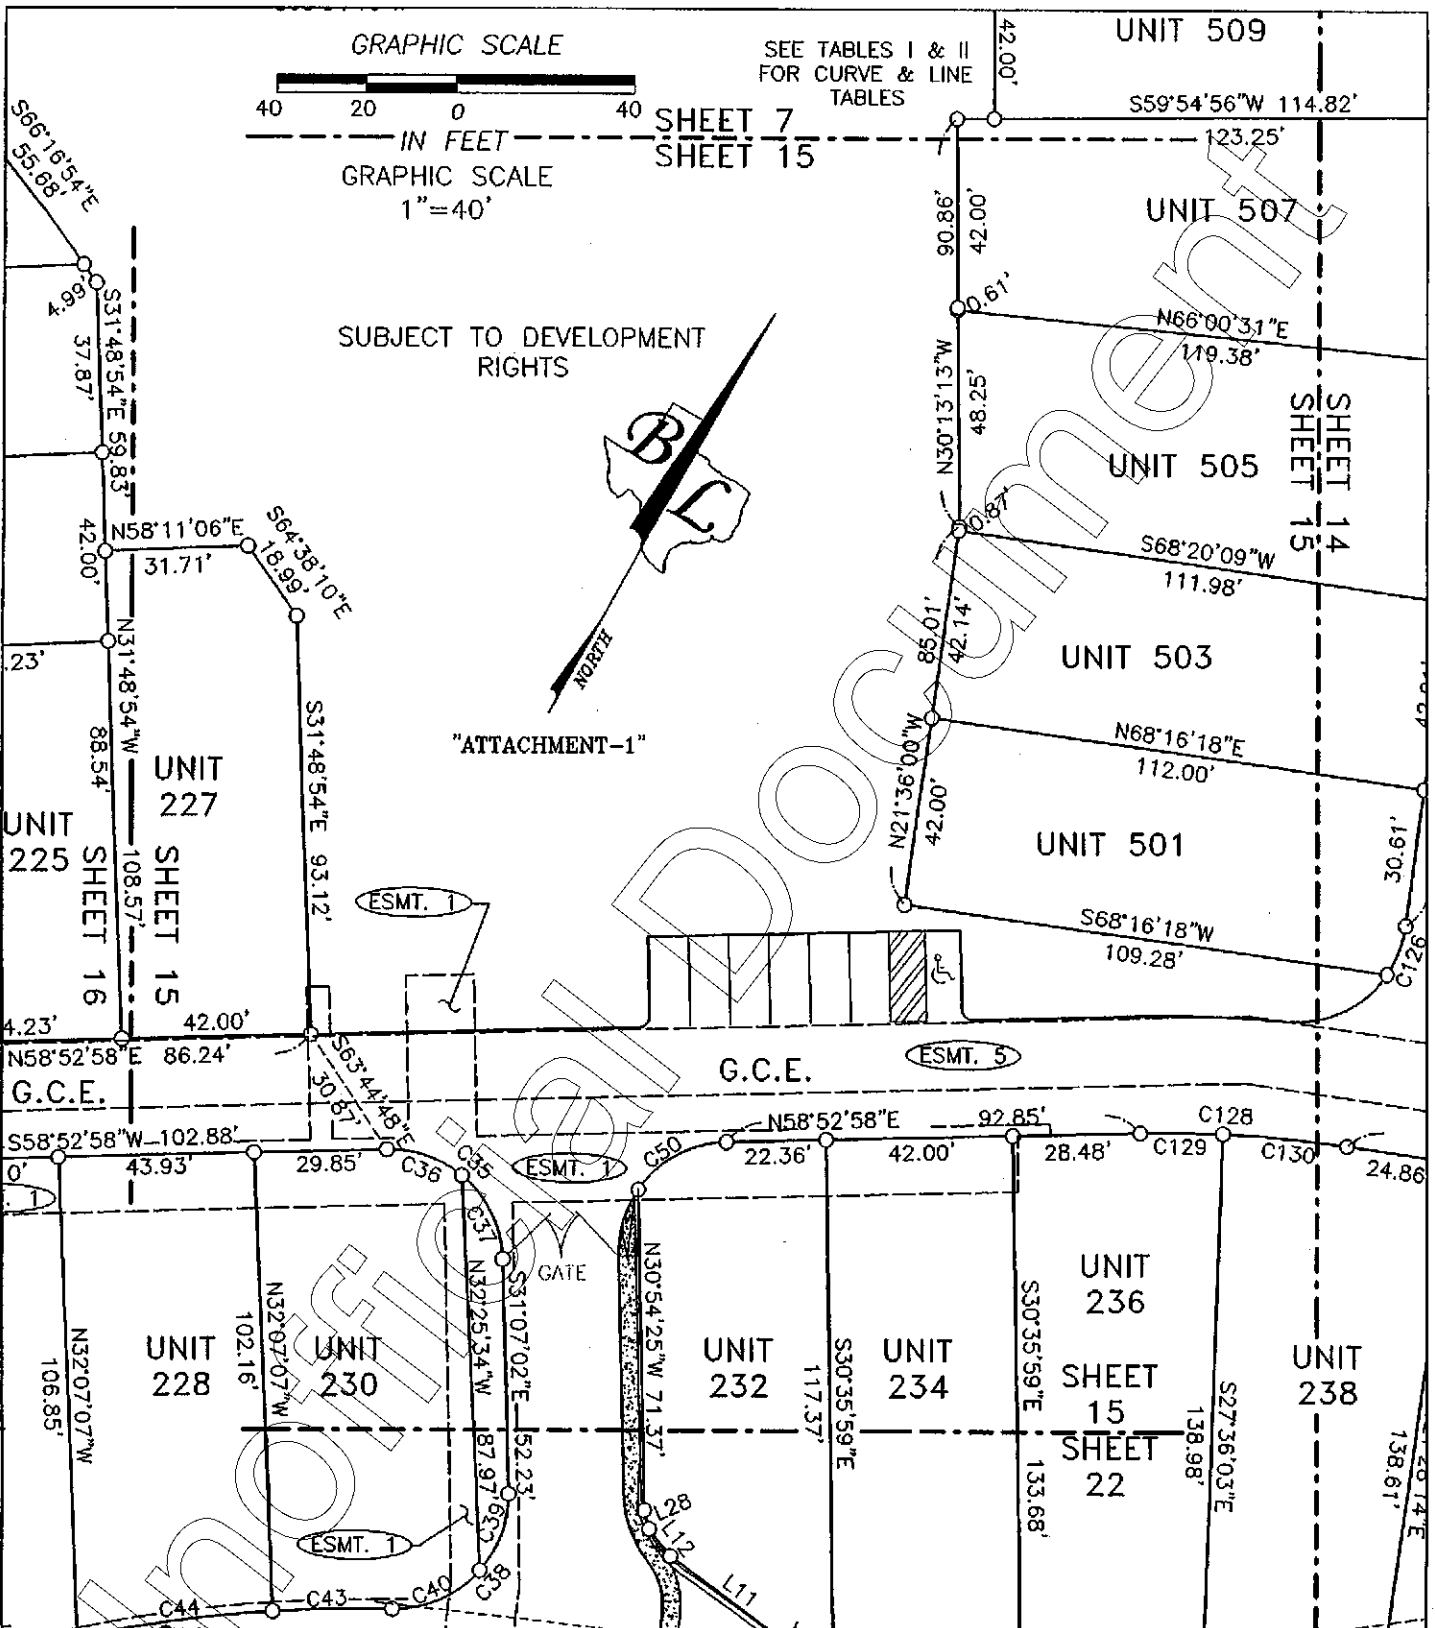 GRAPHIC SCALE
40 20 0 40
IN FEET
GRAPHIC SCALE
1"=40'
SEE TABLES I & II
FOR CURVE & LINE
TABLES
SHEET 7
SHEET 15
42.00'
UNIT 509
S59°54'56"W 114.82'
123.25'
UNIT 507
S66°16'54"E
55.68'
4.99'
S31°48'54"E 59.83'
37.87'
90.86'
42.00'
0.61'
N66°00'31"E
119.38'
SUBJECT TO DEVELOPMENT
RIGHTS
B
L
NORTH
"ATTACHMENT-1"
N30°13'13"W
48.25'
UNIT 505
SHEET 14
SHEET 15
0.87'
S68°20'09"W
111.98'
42.00'
N58°11'06"E
31.71'
S64°38'10"E
18.99'
.23'
N31°48'54"W
108.57'
88.54'
85.01'
42.14'
UNIT 503
N68°16'18"E
112.00'
S31°48'54"E 93.12'
UNIT
227
UNIT
225
SHEET 16
SHEET 15
N21°36'00"W
42.00'
UNIT 501
30.61'
S68°16'18"W
109.28'
C126
ESMT. 1
4.23'
42.00'
N58°52'58"E 86.24'
G.C.E.
S63°44'48"E
30.87'
G.C.E.
ESMT. 5
S58°52'58"W 102.88'
0'
43.93'
29.85'
. 1
C36
C35
C37
ESMT. 1
C50
N58°52'58"E 92.85'
22.36'
42.00'
28.48'
C129
C128
C130
24.86
GATE
N32°07'07"W
106.85'
UNIT
228
N32°07'07"W
102.16'
UNIT
230
N32°25'34"W 87.97'
S31°07'02"E 52.23'
N30°54'25"W 71.37'
UNIT
232
S30°35'59"E
117.37'
UNIT
234
S30°35'59"E 133.68'
UNIT
236
SHEET
15
SHEET
22
S27°36'03"E
138.98'
UNIT
238
138.61'
C39
C38
ESMT. 1
C40
C43
C44
L28
L12
L11
Unofficial Document